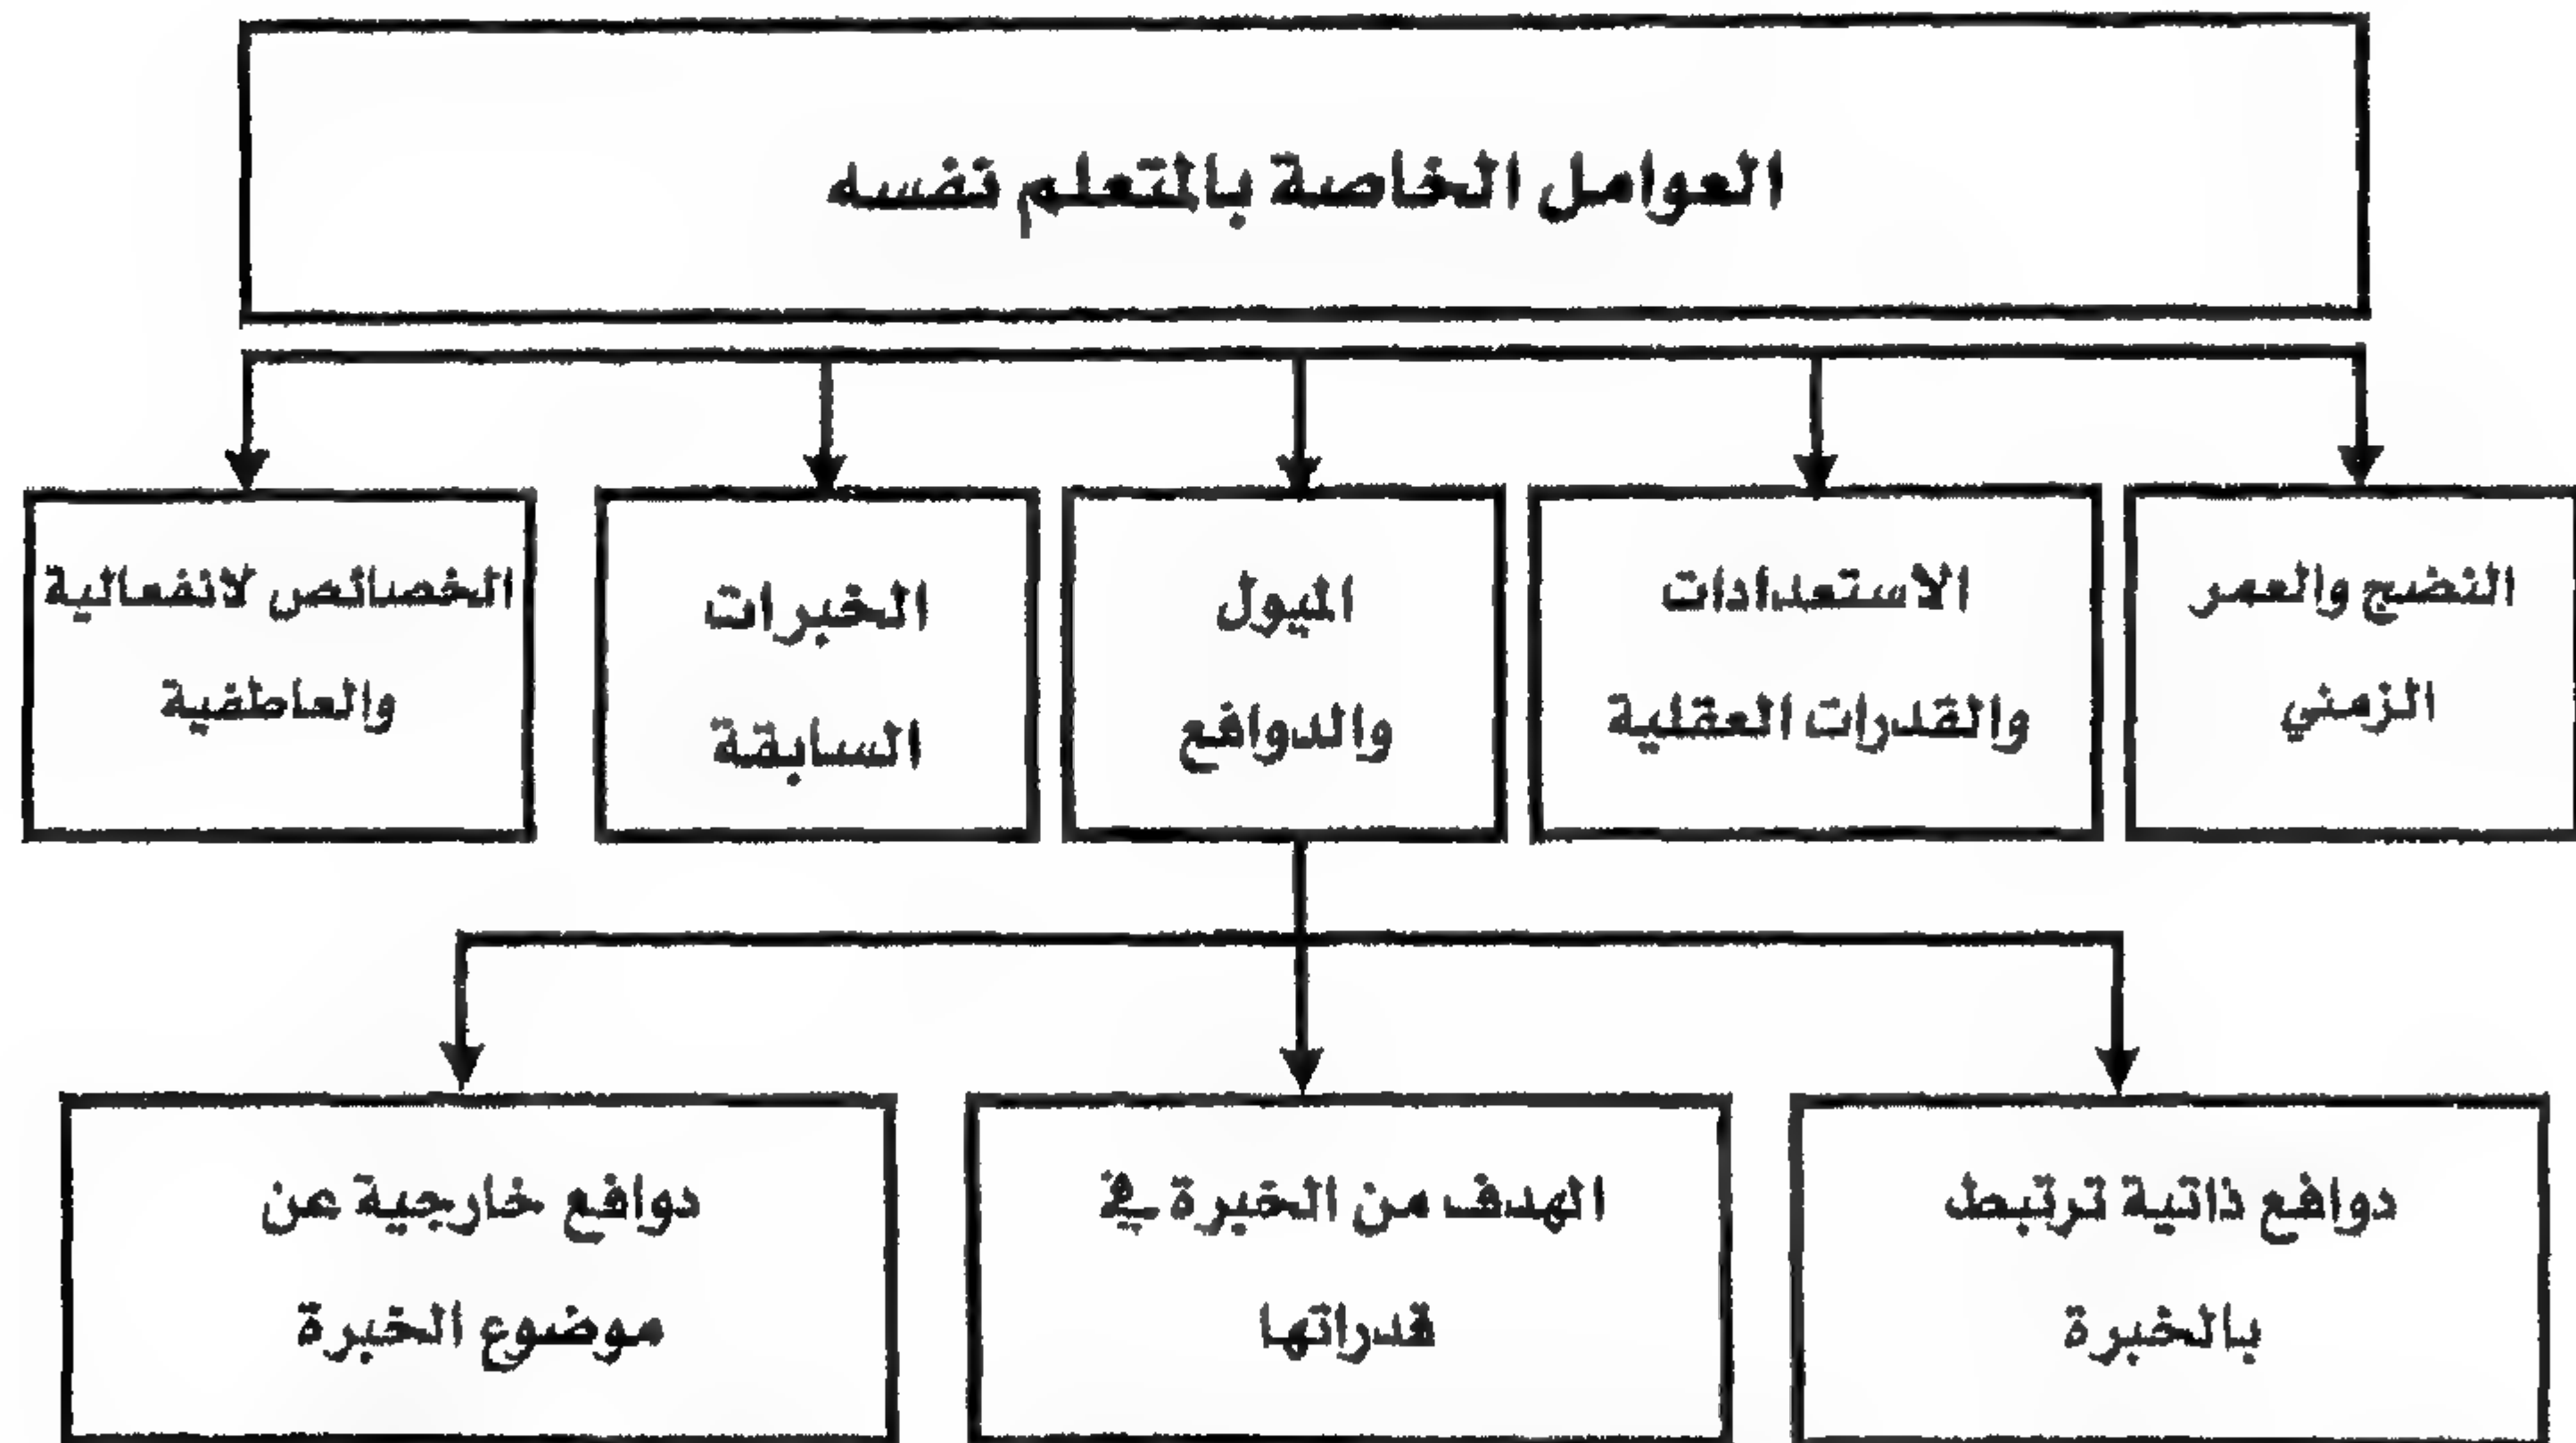 العوامل الخاصة بالمتعلم نفسه
النضج والعمر
الزمني
الاستعدادات
والقدرات العقلية
الميول
والدوافع
الخبرات
السابقة
الخصائص لانفعالية
والعاطفية
دوافع ذاتية ترتبط
بالخبرة
الهدف من الخبرة في
قدراتها
دوافع خارجية عن
موضوع الخبرة